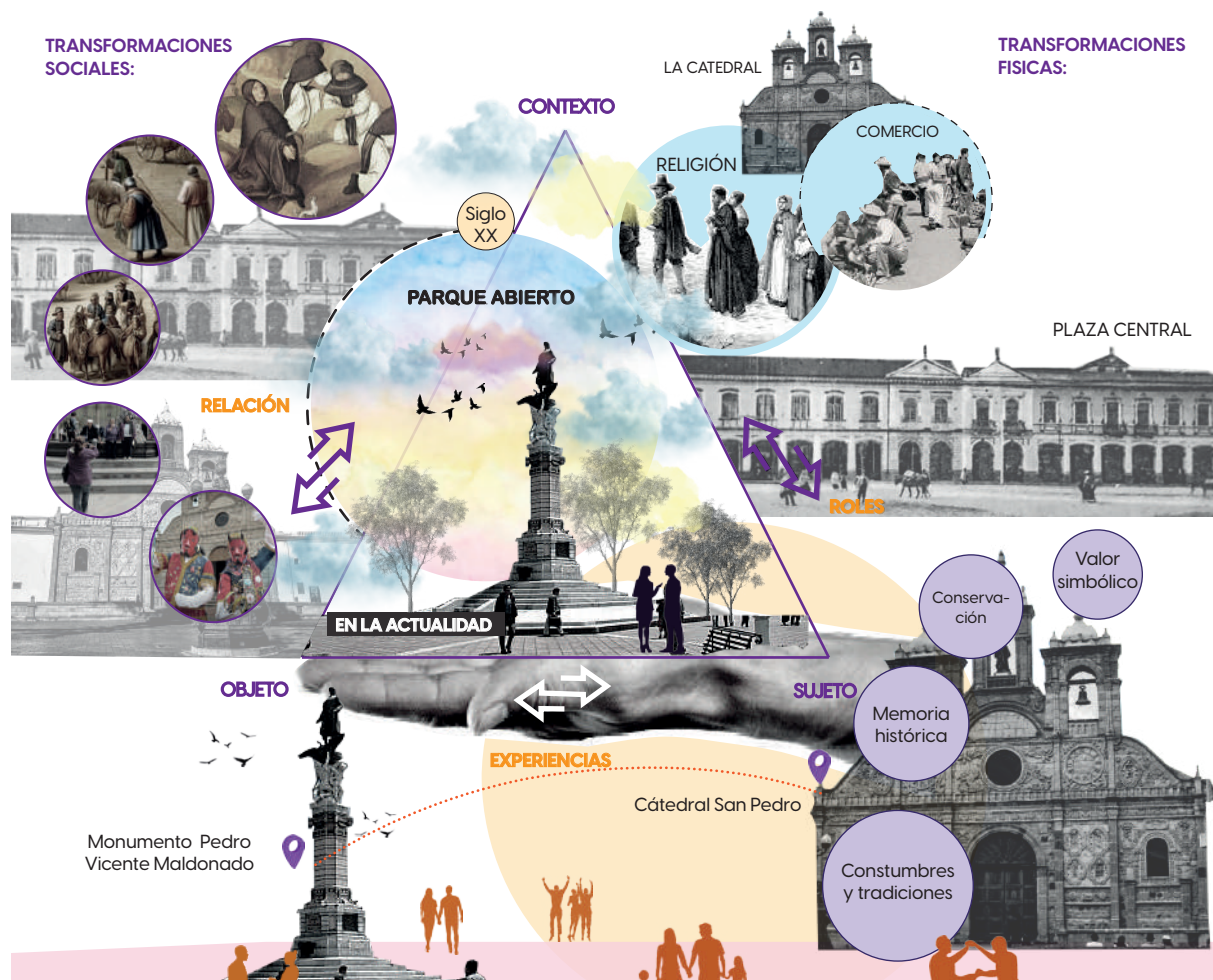 TRANSFORMACIONES
SOCIALES:
TRANSFORMACIONES
FISICAS:
LA CATEDRAL
CONTEXTO
COMERCIO
RELIGIÓN
Siglo
XX
PARQUE ABIERTO
PLAZA CENTRAL
RELACIÓN
ROLES
Valor
simbólico
Conserva-
ción
EN LA ACTUALIDAD
OBJETO
SUJETO
Memoria
histórica
EXPERIENCIAS
Cátedral San Pedro
Monumento Pedro
Vicente Maldonado
Constumbres
y tradiciones